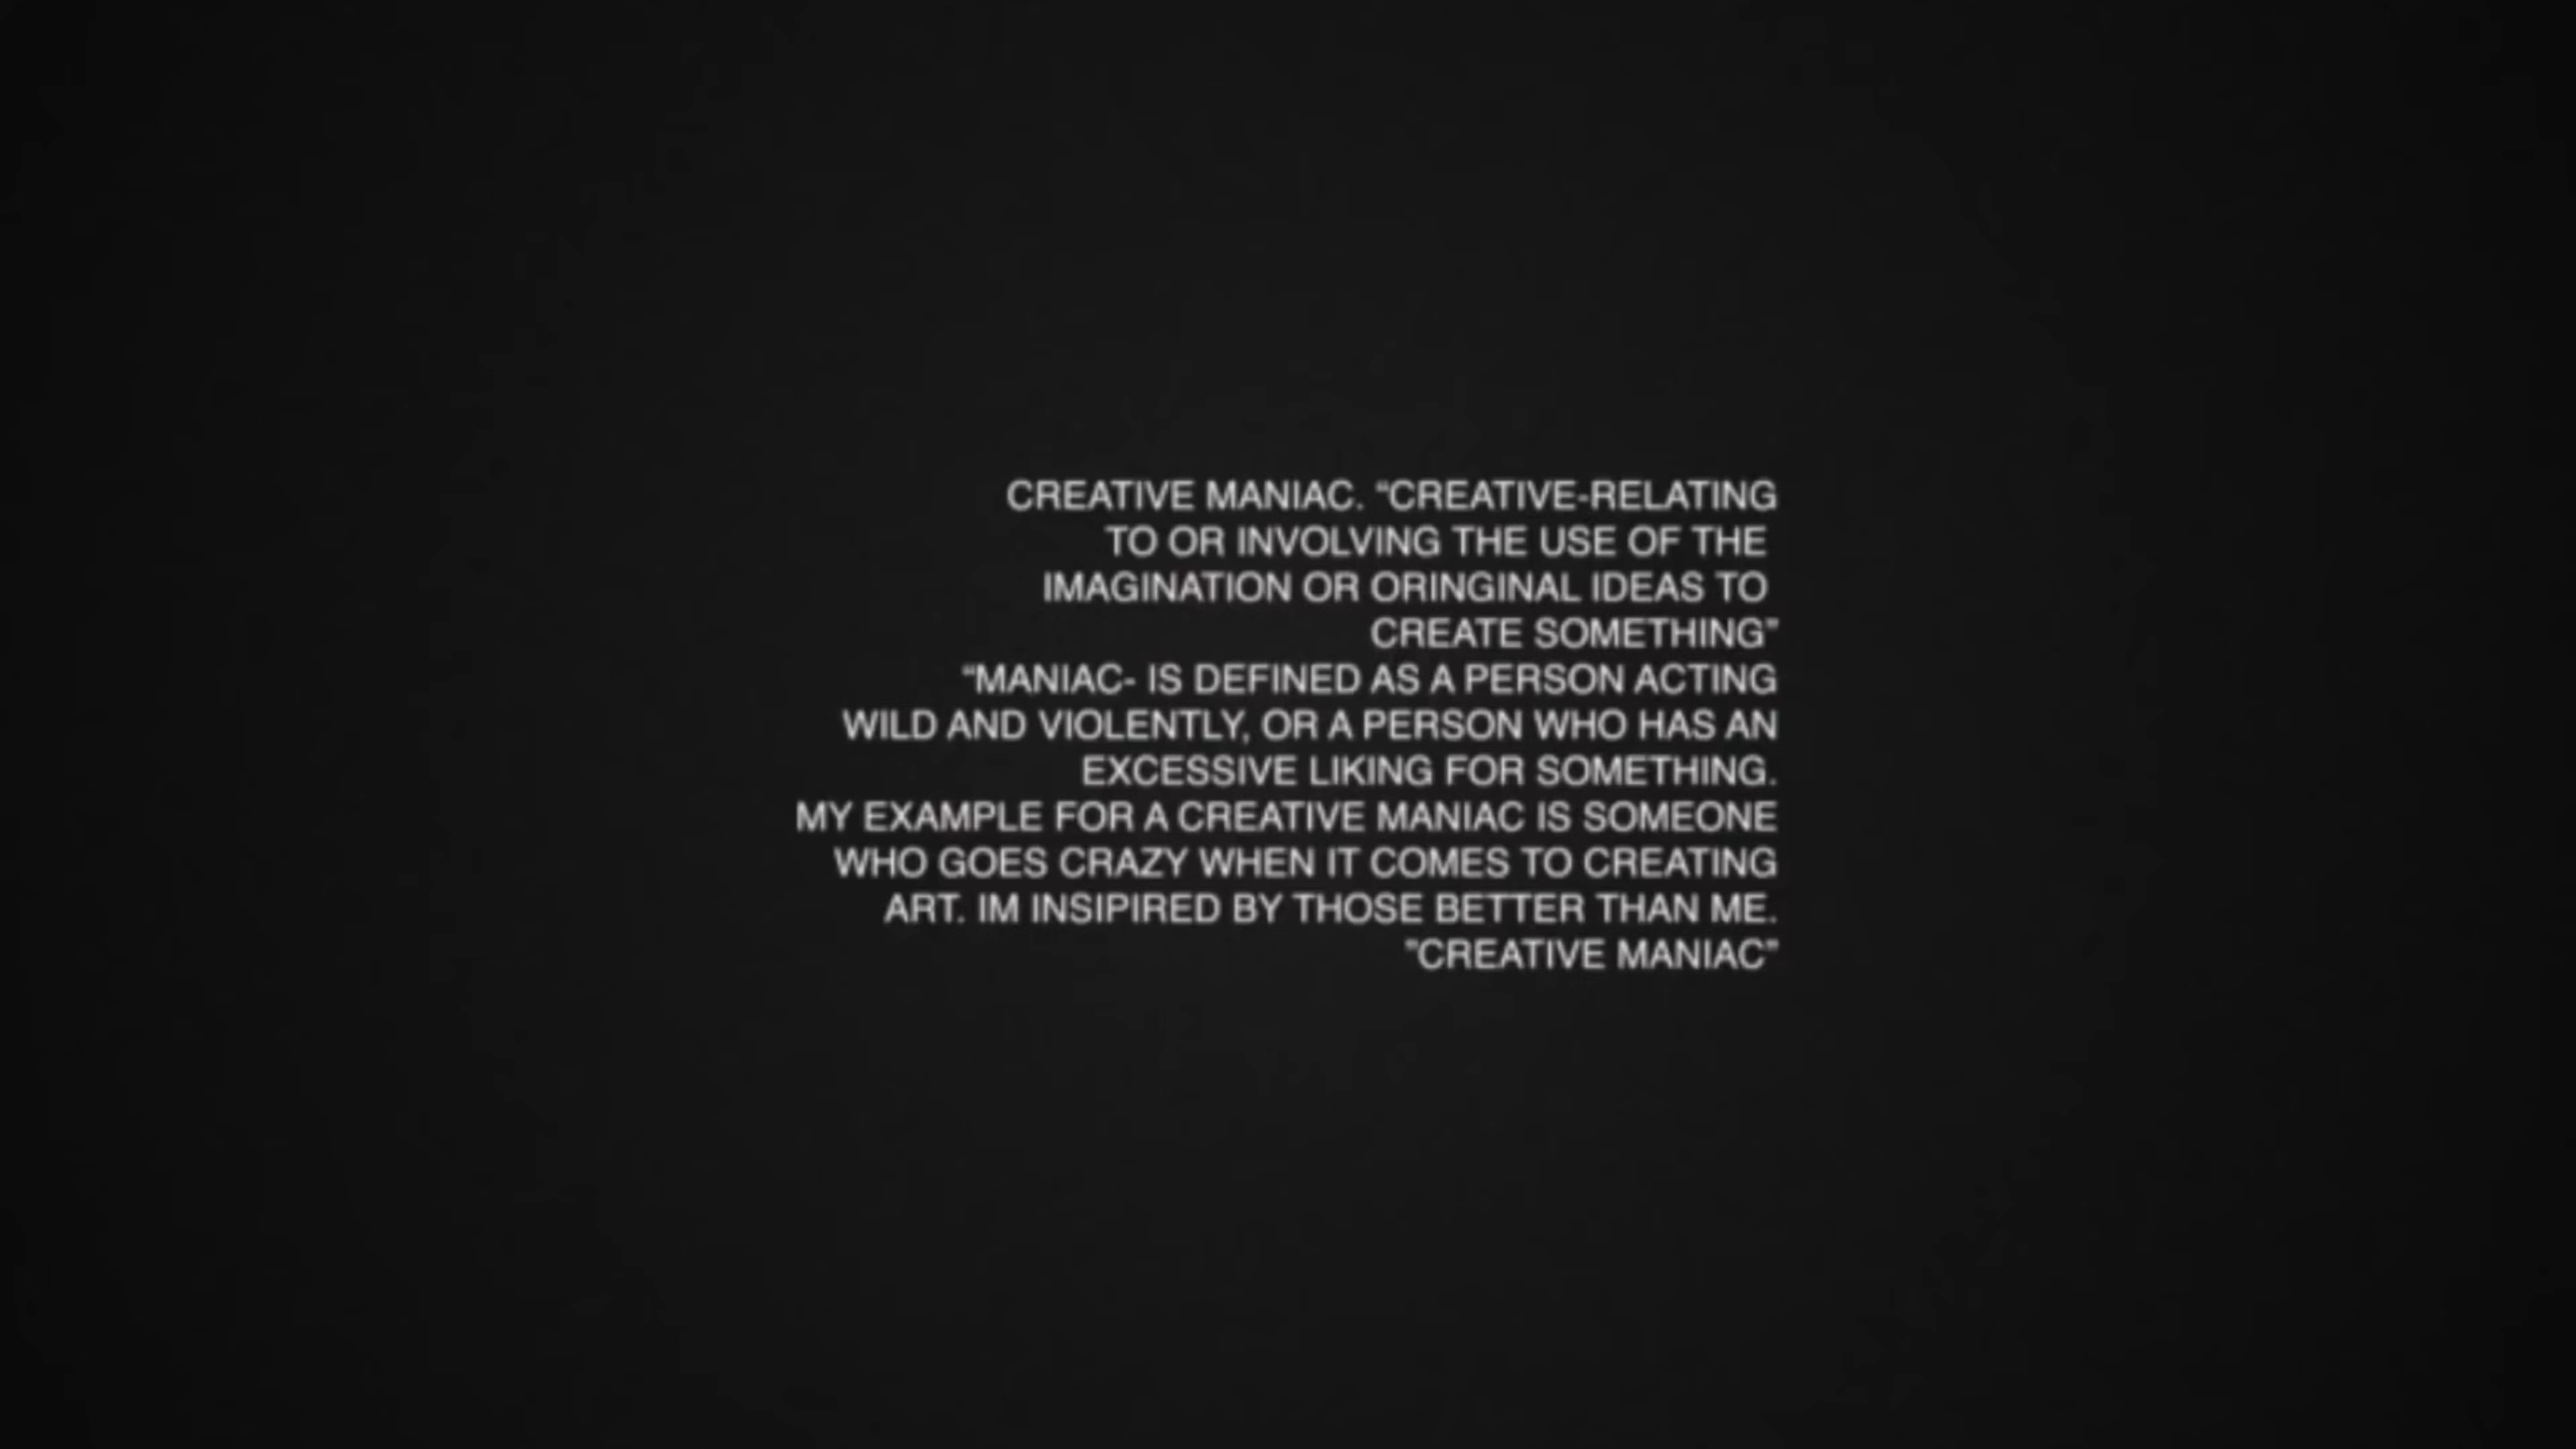 CREATIVE MANIAC. “CREATIVE-RELATING
TO OR INVOLVING THE USE OF THE
IMAGINATION OR ORINGINAL IDEAS TO
CREATE SOMETHING”
“MANIAC- IS DEFINED AS A PERSON ACTING
WILD AND VIOLENTLY, OR A PERSON WHO HAS AN
EXCESSIVE LIKING FOR SOMETHING.
MY EXAMPLE FOR A CREATIVE MANIAC IS SOMEONE
WHO GOES CRAZY WHEN IT COMES TO CREATING
ART. IM INSIPIRED BY THOSE BETTER THAN ME.
"CREATIVE MANIAC”